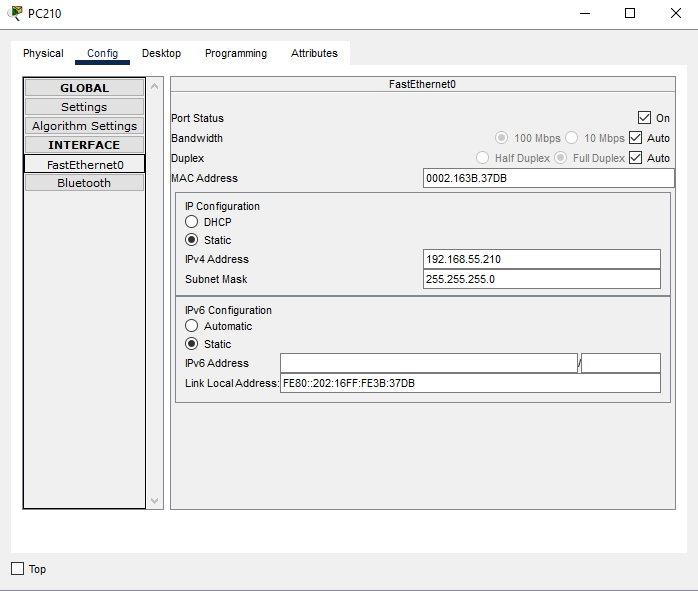 PC210
Physical Config Desktop Programming Attributes
GLOBAL
Settings
Algorithm Settings
INTERFACE
FastEthernet0
Bluetooth
FastEthernet0
Port Status On
Bandwidth 100 Mbps 10 Mbps Auto
Duplex Half Duplex Full Duplex Auto
MAC Address 0002.163B.37DB
IP Configuration
DHCP
Static
IPv4 Address 192.168.55.210
Subnet Mask 255.255.255.0
IPv6 Configuration
Automatic
Static
IPv6 Address /
Link Local Address: FE80::202:16FF:FE3B:37DB
Top